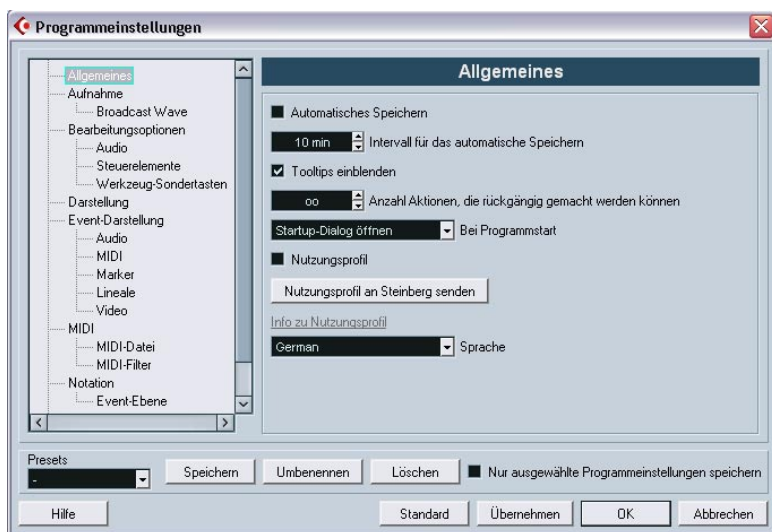 Programmeinstellungen
Allgemeines
Aufnahme
Broadcast Wave
Bearbeitungsoptionen
Audio
Steuerelemente
Werkzeug-Sondertasten
Darstellung
Event-Darstellung
Audio
MIDI
Marker
Lineale
Video
MIDI
MIDI-Datei
MIDI-Filter
Notation
Event-Ebene
Allgemeines
Automatisches Speichern
10 min Intervall für das automatische Speichern
Tooltips einblenden
oo Anzahl Aktionen, die rückgängig gemacht werden können
Startup-Dialog öffnen Bei Programmstart
Nutzungsprofil
Nutzungsprofil an Steinberg senden
Info zu Nutzungsprofil
German Sprache
Presets
- Speichern Umbenennen Löschen Nur ausgewählte Programmeinstellungen speichern
Hilfe Standard Übernehmen OK Abbrechen